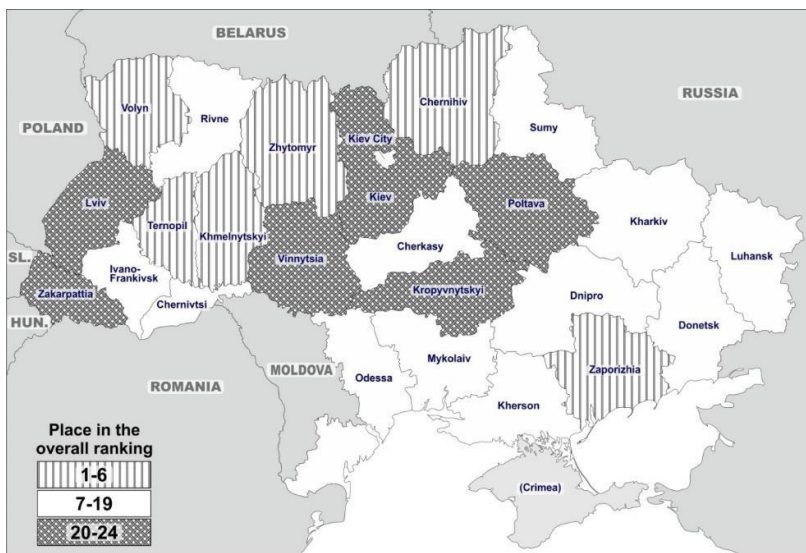 BELARUS
RUSSIA
POLAND
Volyn
Rivne
Zhytomyr
Kiev City
Chernihiv
Sumy
Lviv
Ternopil
Khmelnytskyi
Kiev
Poltava
Kharkiv
Luhansk
SL.
Ivano-
Frankivsk
Vinnytsia
Cherkasy
Zakarpattia
Chernivtsi
Kropyvnytskyi
Dnipro
Donetsk
HUN.
ROMANIA
MOLDOVA
Odessa
Mykolaiv
Zaporizhia
Kherson
(Crimea)
Place in the
overall ranking
1-6
7-19
20-24